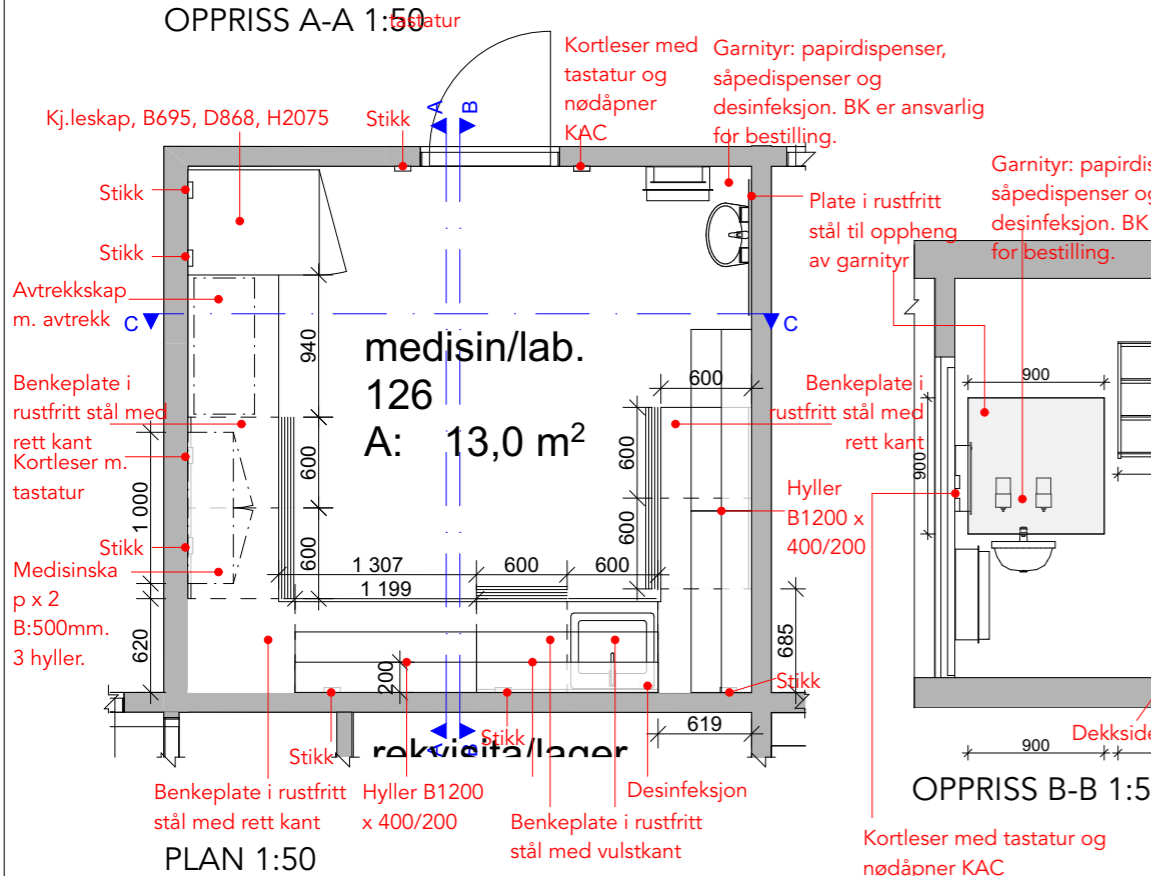 OPPRISS A-A 1:50
tastatur
Kj.leskap, B695, D868, H2075
Stikk
Kortleser med
tastatur og
nødåpner
KAC
Garnityr: papirdispenser,
såpedispenser og
desinfeksjon. BK er ansvarlig
for bestilling.
A
B
Stikk
Stikk
Plate i rustfritt
stål til oppheng
av garnityr
Garnityr: papirdis
såpedispenser og
desinfeksjon. BK
for bestilling.
Avtrekkskap
m. avtrekk
C
C
medisin/lab.
126
A: 13,0 m²
940
600
600
600
600
600
Benkeplate i
rustfritt stål med
rett kant
Benkeplate i
rustfritt stål med
rett kant
Kortleser m.
tastatur
1 000
Stikk
Medisinska
p x 2
B:500mm.
3 hyller.
620
Hyller
B1200 x
400/200
1 307
600
600
1 199
200
685
619
Stikk
Stikk
Stikk
A
B
rekvisita/lager
Benkeplate i rustfritt
stål med rett kant
Hyller B1200
x 400/200
Desinfeksjon
Benkeplate i rustfritt
stål med vulstkant
PLAN 1:50
900
900
900
Dekkside
OPPRISS B-B 1:5
Kortleser med tastatur og
nødåpner KAC